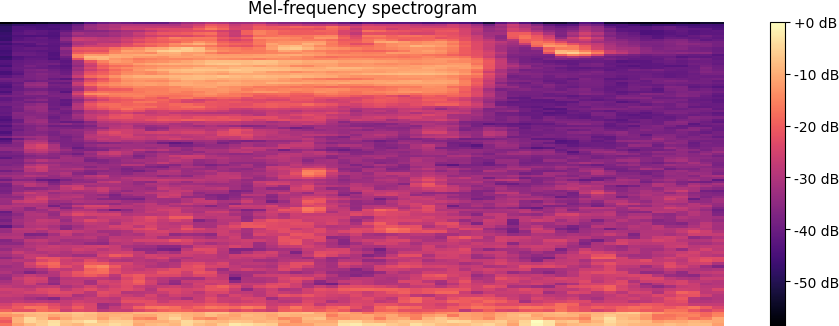 Mel-frequency spectrogram
+0 dB
-10 dB
-20 dB
-30 dB
-40 dB
-50 dB